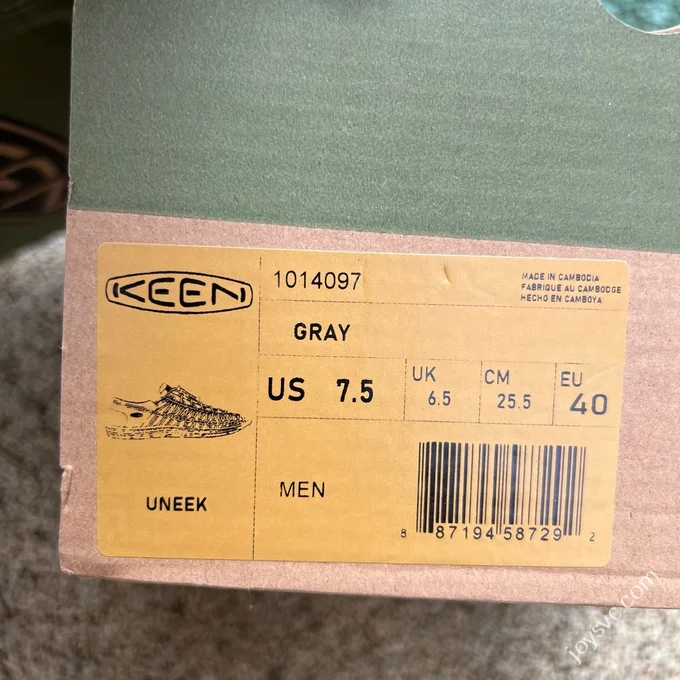 KEEN
1014097
MADE IN CAMBODIA
FABRIQUE AU CAMBODGE
HECHO EN CAMBOYA
GRAY
US 7.5
UK 6.5
CM 25.5
EU 40
UNEEK
MEN
8 87194 58729 2
joysvc.com